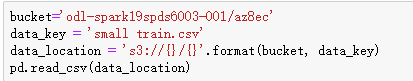 bucket='odl-spark19spds6003-001/az8ec'
data_key = 'small train.csv'
data_location = 's3://{}/{}'.format(bucket, data_key)
pd.read_csv(data_location)